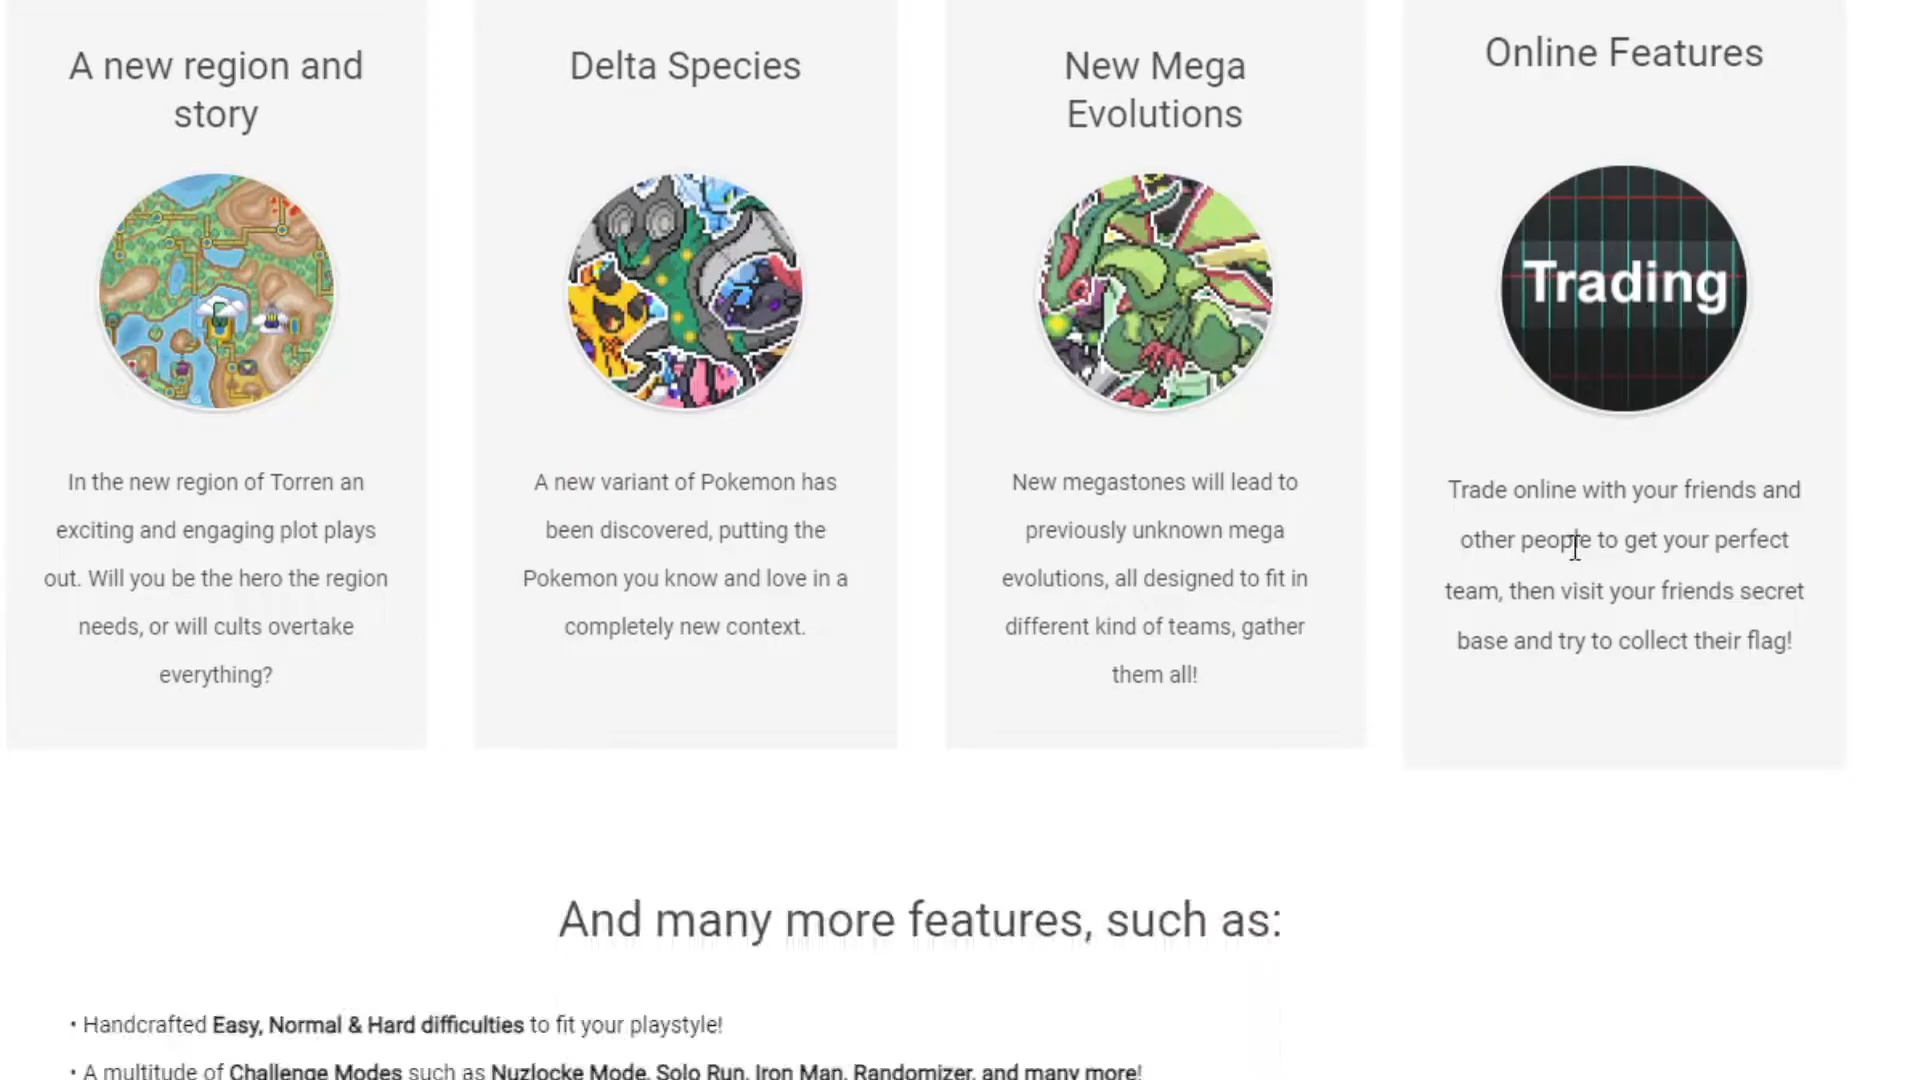 A new region and
story
In the new region of Torren an
exciting and engaging plot plays
out. Will you be the hero the region
needs, or will cults overtake
everything?
Delta Species
A new variant of Pokemon has
been discovered, putting the
Pokemon you know and love in a
completely new context.
New Mega
Evolutions
New megastones will lead to
previously unknown mega
evolutions, all designed to fit in
different kind of teams, gather
them all!
Online Features
Trading
Trade online with your friends and
other people to get your perfect
team, then visit your friends secret
base and try to collect their flag!
And many more features, such as:
• Handcrafted Easy, Normal & Hard difficulties to fit your playstyle!
• A multitude of Challenge Modes such as Nuzlocke Mode, Solo Run, Iron Man, Randomizer, and many more!